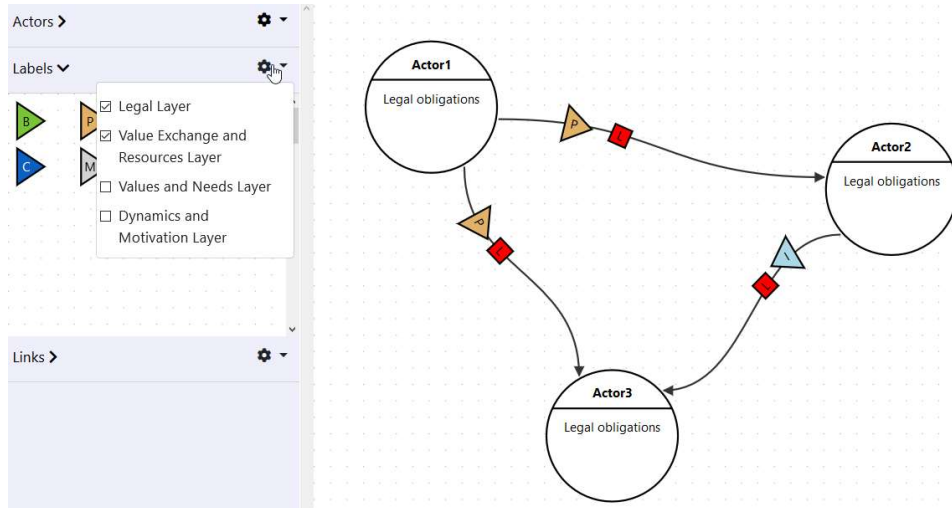 Actors
Labels
B
P
C
M
Legal Layer
Value Exchange and
Resources Layer
Values and Needs Layer
Dynamics and
Motivation Layer
Links
Actor1
Legal obligations
P
L
Actor2
Legal obligations
P
L
I
L
Actor3
Legal obligations